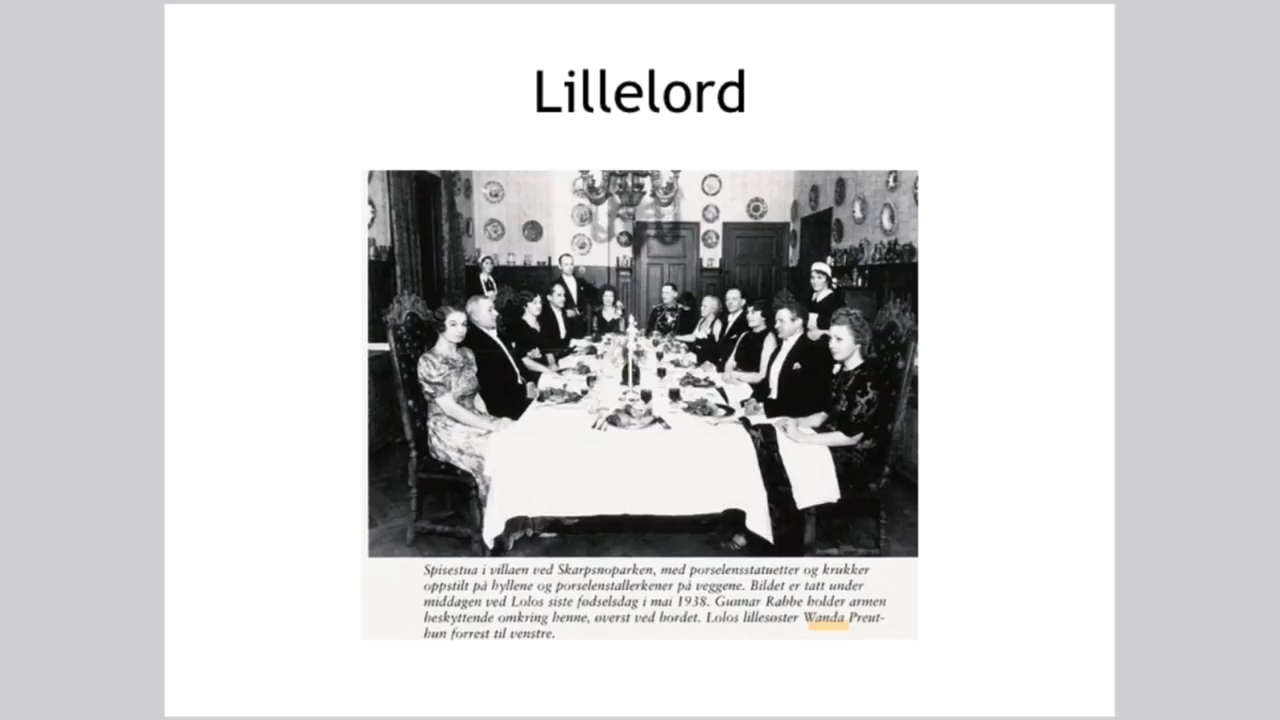 Lillelord
Spisestua i villaen ved Skarpsnoparken, med porselensstatuetter og krukker
oppstilt på hyllene og porselenstallerkener på veggene. Bildet er tatt under
middagen ved Lolos siste fødselsdag i mai 1938. Gunnar Rabbe holder armen
beskyttende omkring henne, øverst ved bordet. Lolos lillesøster Wanda Preut-
hun forrest til venstre.